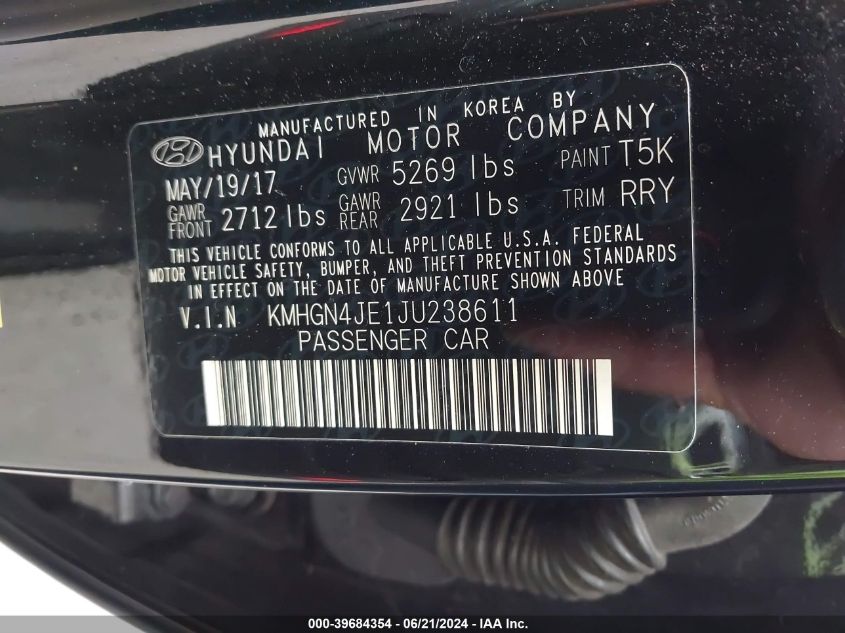 MANUFACTURED IN KOREA BY
HYUNDAI MOTOR COMPANY
MAY/19/17 GVWR 5269 lbs PAINT T5K
GAWR FRONT 2712 lbs GAWR REAR 2921 lbs TRIM RRY
THIS VEHICLE CONFORMS TO ALL APPLICABLE U.S.A. FEDERAL
MOTOR VEHICLE SAFETY, BUMPER, AND THEFT PREVENTION STANDARDS
IN EFFECT ON THE DATE OF MANUFACTURE SHOWN ABOVE
V.I.N KMHGN4JE1JU238611
PASSENGER CAR
000-39684354 - 06/21/2024 - IAA Inc.